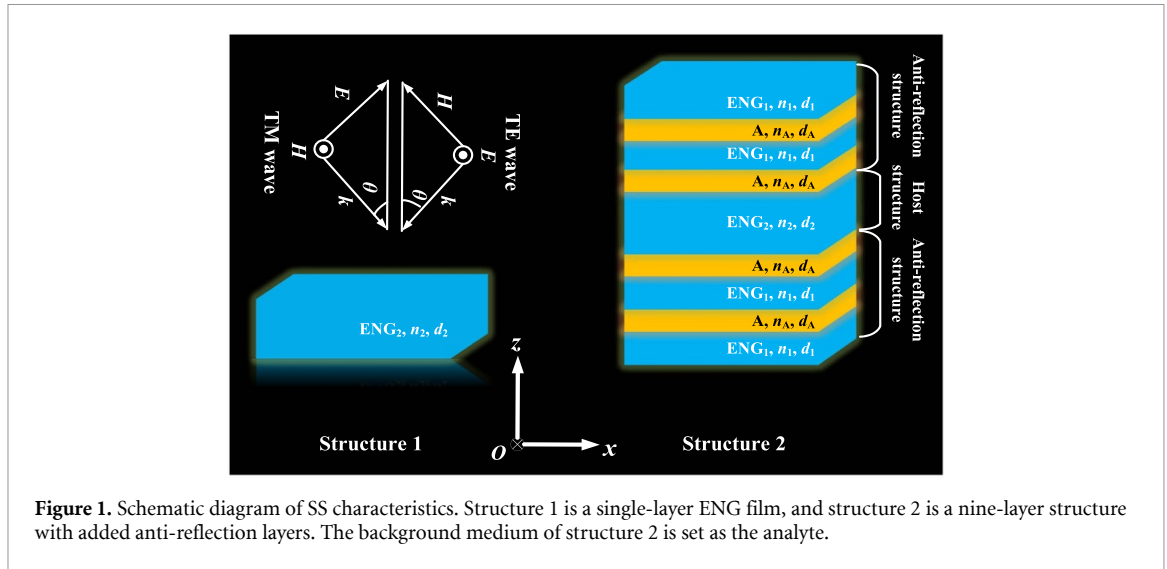 E
H
TM wave
H
k
θ
H
TE wave
E
k
θ
ENG₂, n₂, d₂
Structure 1
z
O
x
ENG₁, n₁, d₁
A, nA, dA
ENG₁, n₁, d₁
A, nA, dA
ENG₂, n₂, d₂
A, nA, dA
ENG₁, n₁, d₁
A, nA, dA
ENG₁, n₁, d₁
Anti-reflection
structure
Host
structure
Anti-reflection
structure
Structure 2
Figure 1. Schematic diagram of SS characteristics. Structure 1 is a single-layer ENG film, and structure 2 is a nine-layer structure
with added anti-reflection layers. The background medium of structure 2 is set as the analyte.